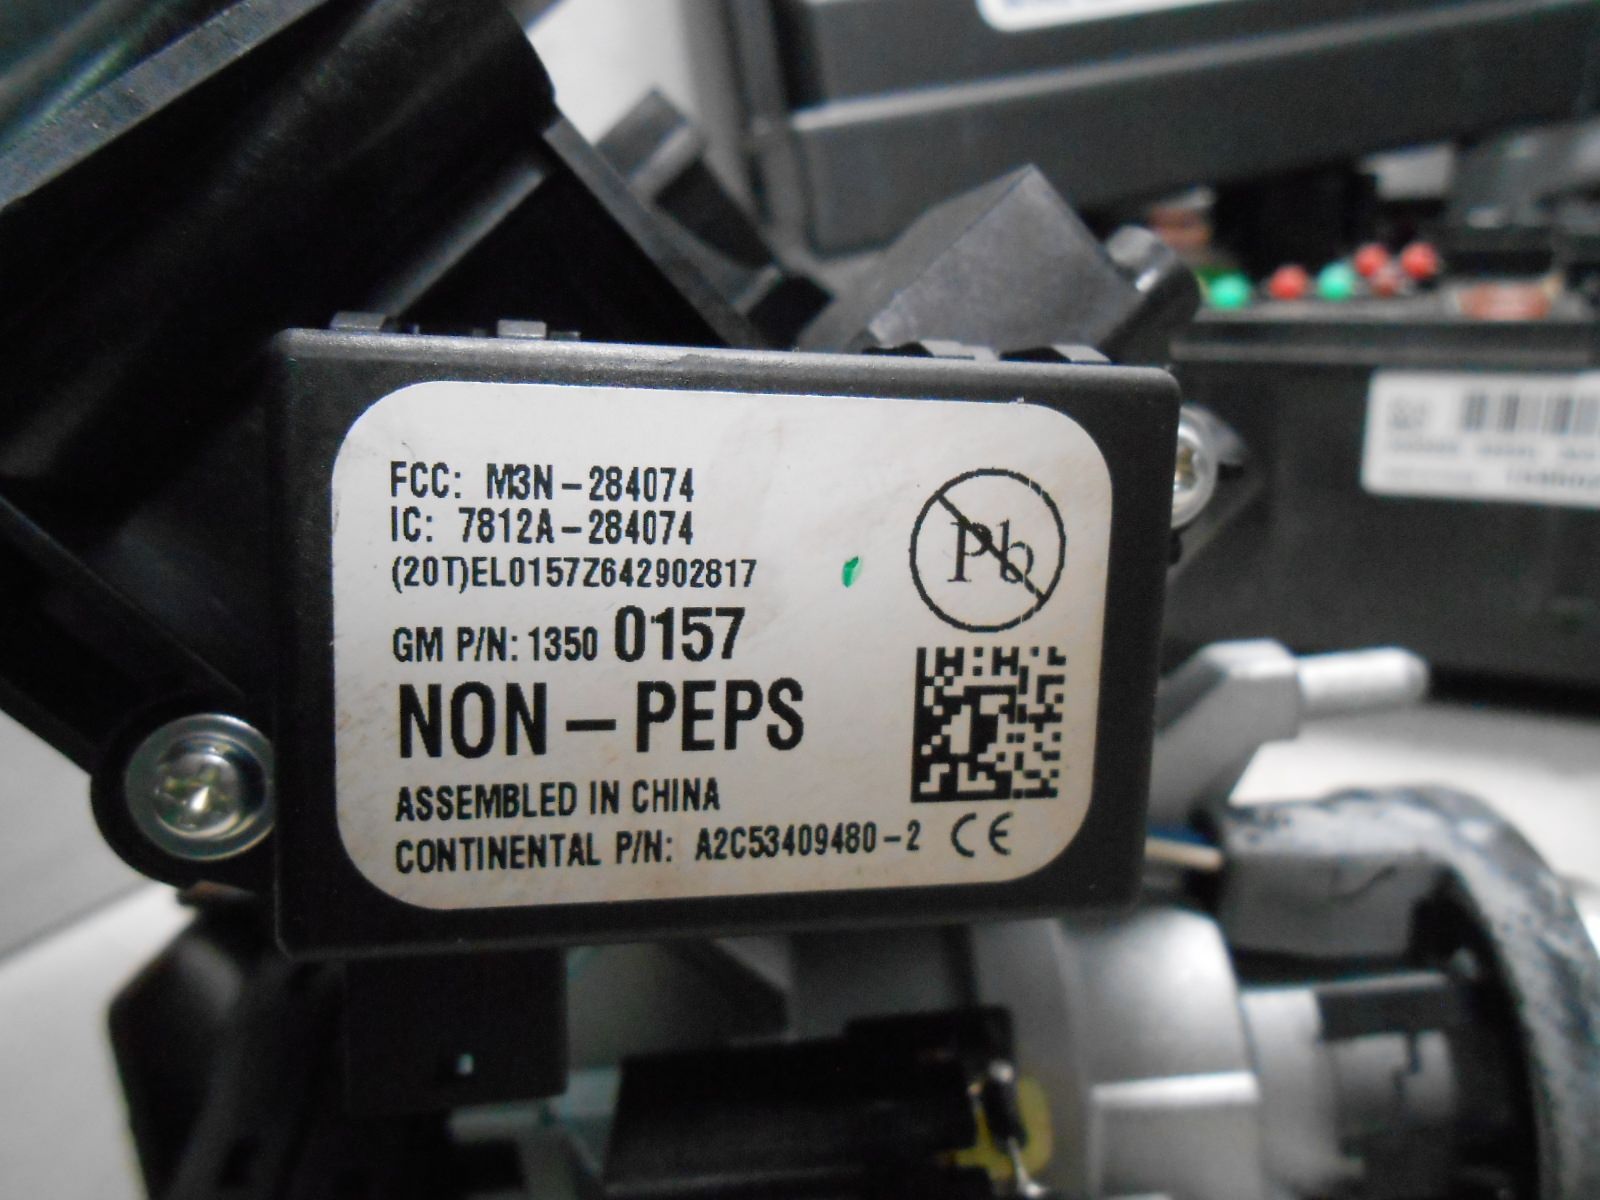 FCC: M3N-284074
IC: 7812A-284074
(20T)EL0157Z642902817
GM P/N: 1350 0157
NON-PEPS
ASSEMBLED IN CHINA
CONTINENTAL P/N: A2C53409480-2 CE
Pb